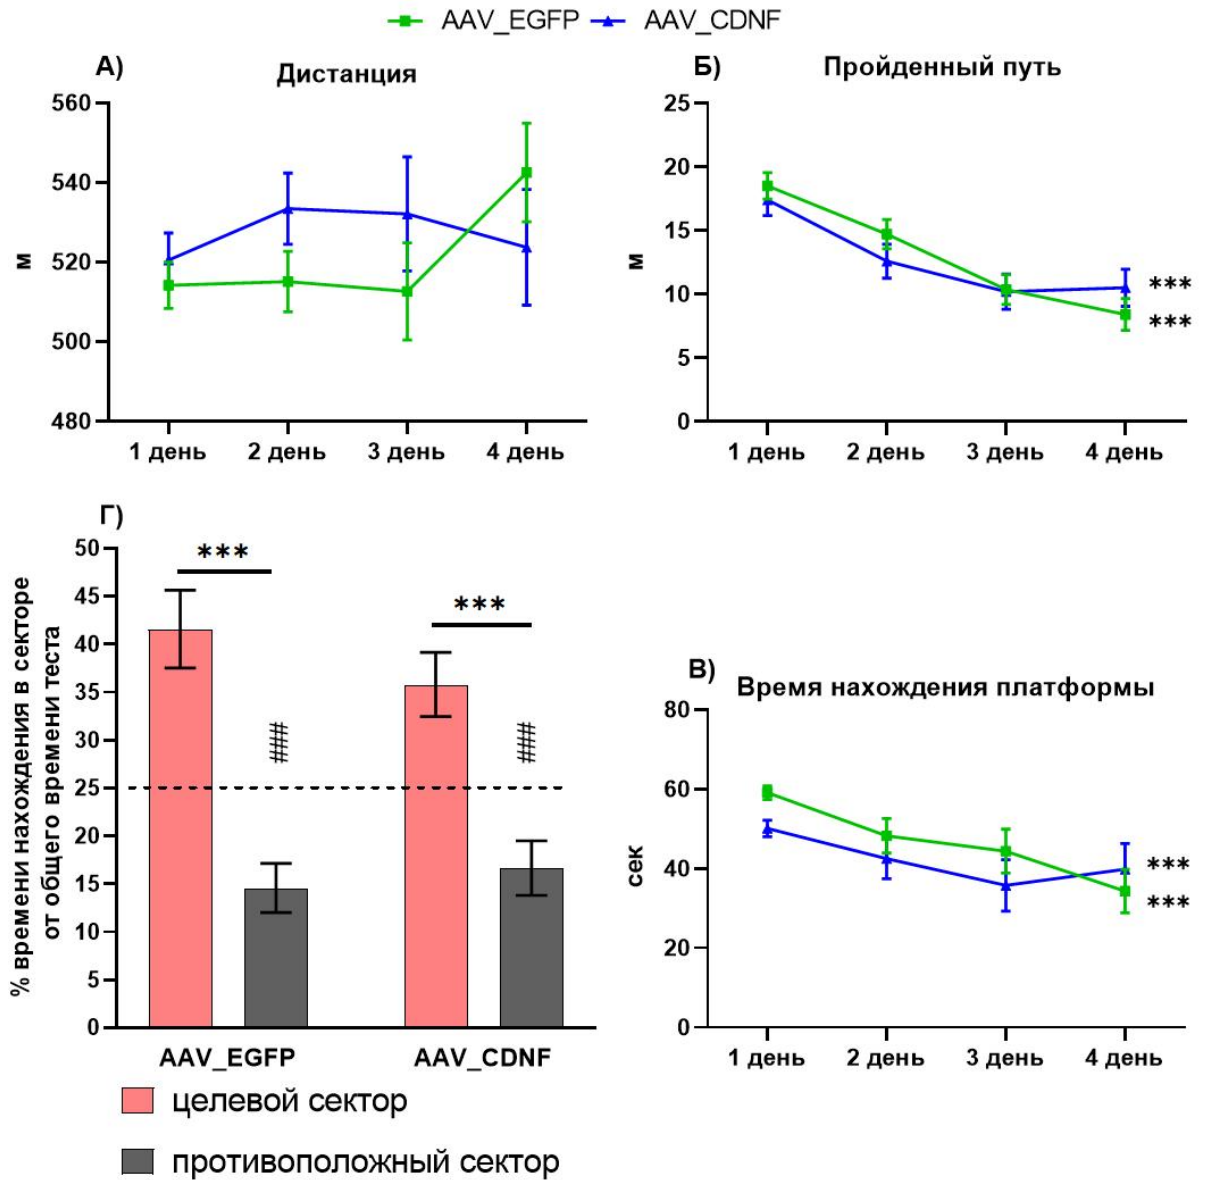 AAV_EGFP AAV_CDNF
А)
Дистанция
м
560
540
520
500
480
1 день 2 день 3 день 4 день
Б)
Пройденный путь
м
25
20
15
10
5
0
***
***
1 день 2 день 3 день 4 день
Г)
% времени нахождения в секторе
от общего времени теста
50
45
40
35
30
25
20
15
10
5
0
***
***
###
###
AAV_EGFP AAV_CDNF
целевой сектор
противоположный сектор
В)
Время нахождения платформы
сек
80
60
40
20
0
***
***
1 день 2 день 3 день 4 день